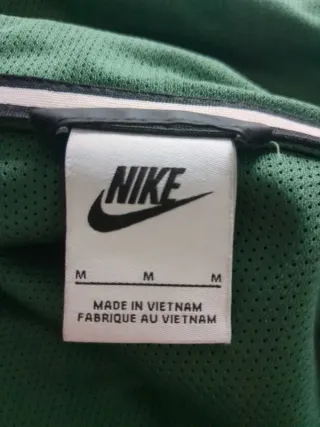 NIKE
M M M
MADE IN VIETNAM
FABRIQUE AU VIETNAM